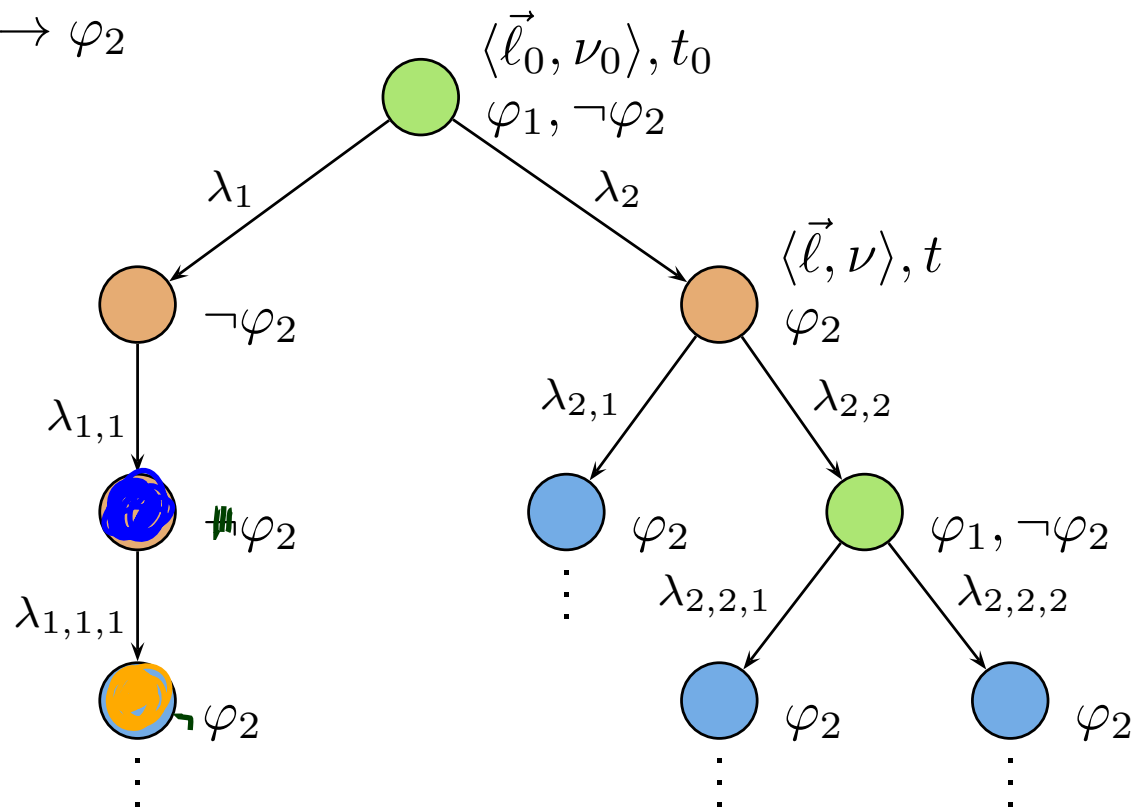 ⟶ φ₂
⟨ℓ⃗₀, ν₀⟩, t₀
φ₁, ¬φ₂
λ₁
λ₂
⟨ℓ⃗, ν⟩, t
¬φ₂
φ₂
λ₁,₁
λ₂,₁
λ₂,₂
φ₂
φ₂
φ₁, ¬φ₂
λ₁,₁,₁
λ₂,₂,₁
λ₂,₂,₂
¬φ₂
φ₂
φ₂